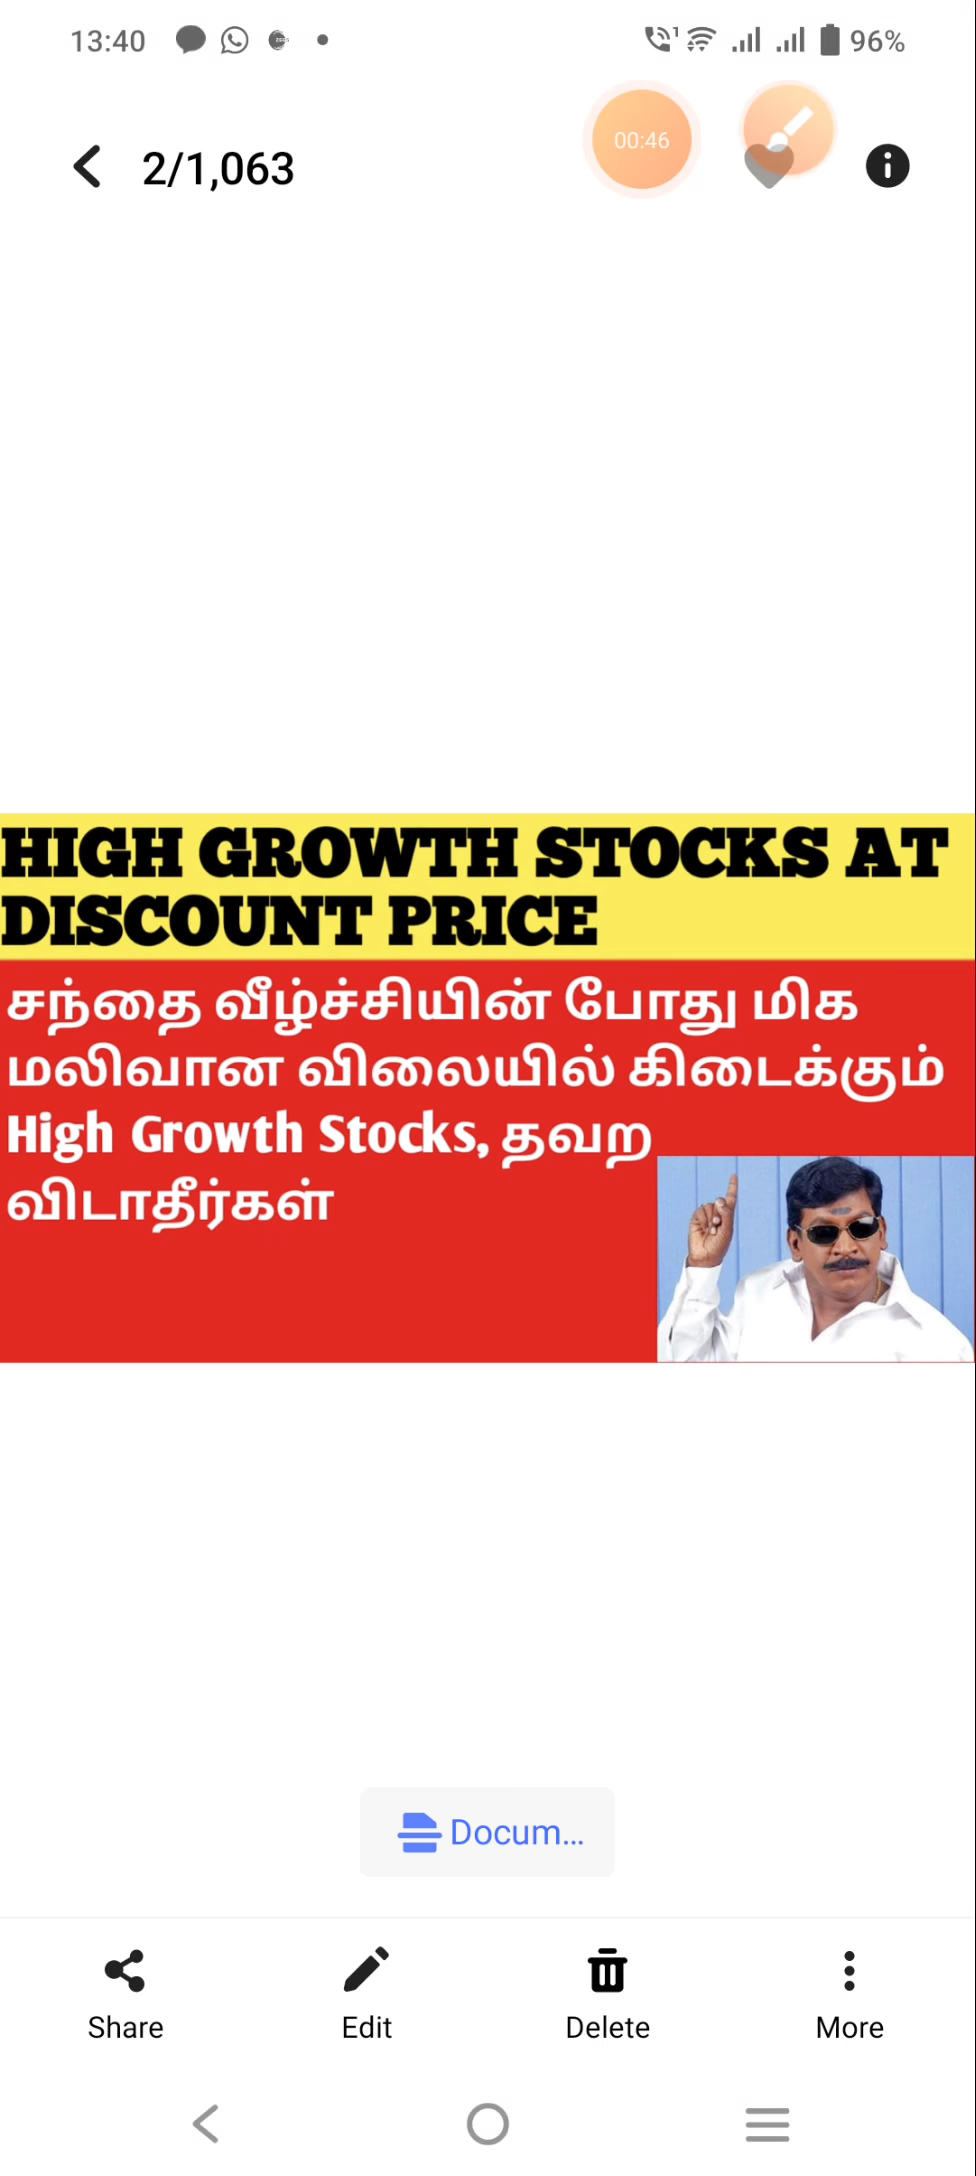 13:40
96%
2/1,063
00:46
HIGH GROWTH STOCKS AT
DISCOUNT PRICE
சந்தை வீழ்ச்சியின் போது மிக
மலிவான விலையில் கிடைக்கும்
High Growth Stocks, தவற
விடாதீர்கள்
Docum...
Share
Edit
Delete
More